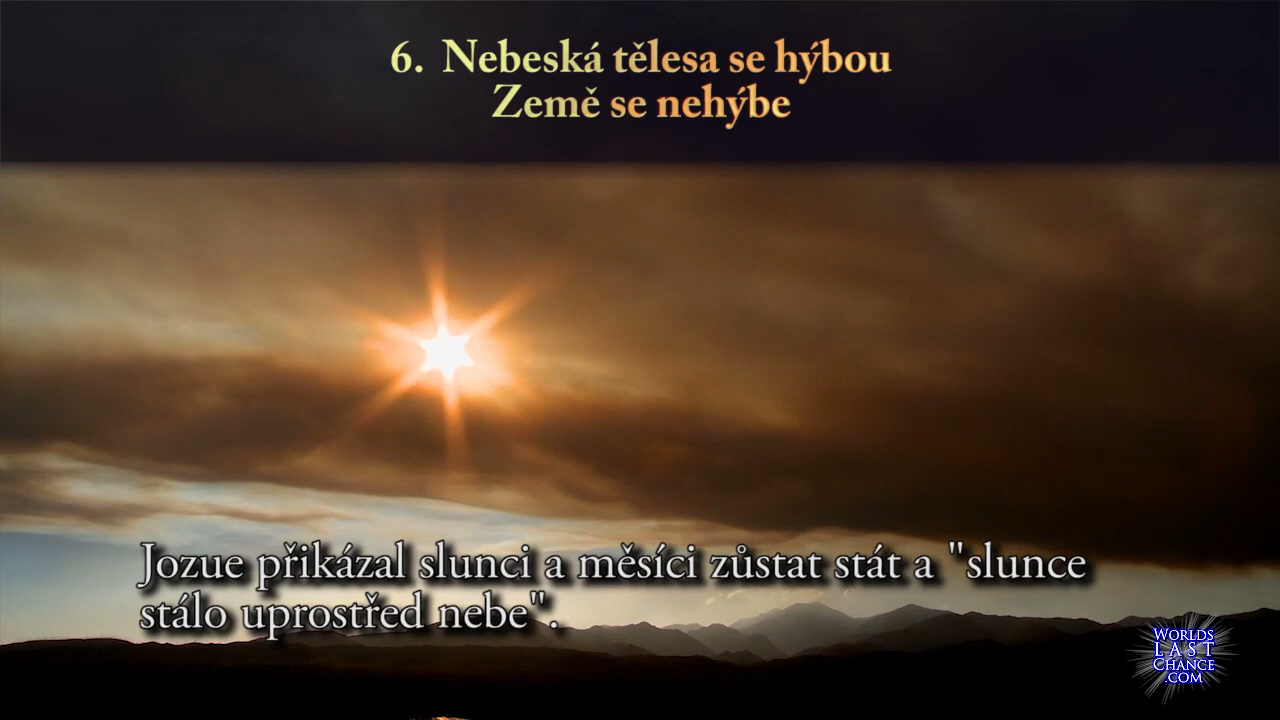 6. Nebeská tělesa se hýbou
Země se nehýbe
Jozue přikázal slunci a měsíci zůstat stát a "slunce
stálo uprostřed nebe".
WORLDS
LAST
CHANCE
.COM